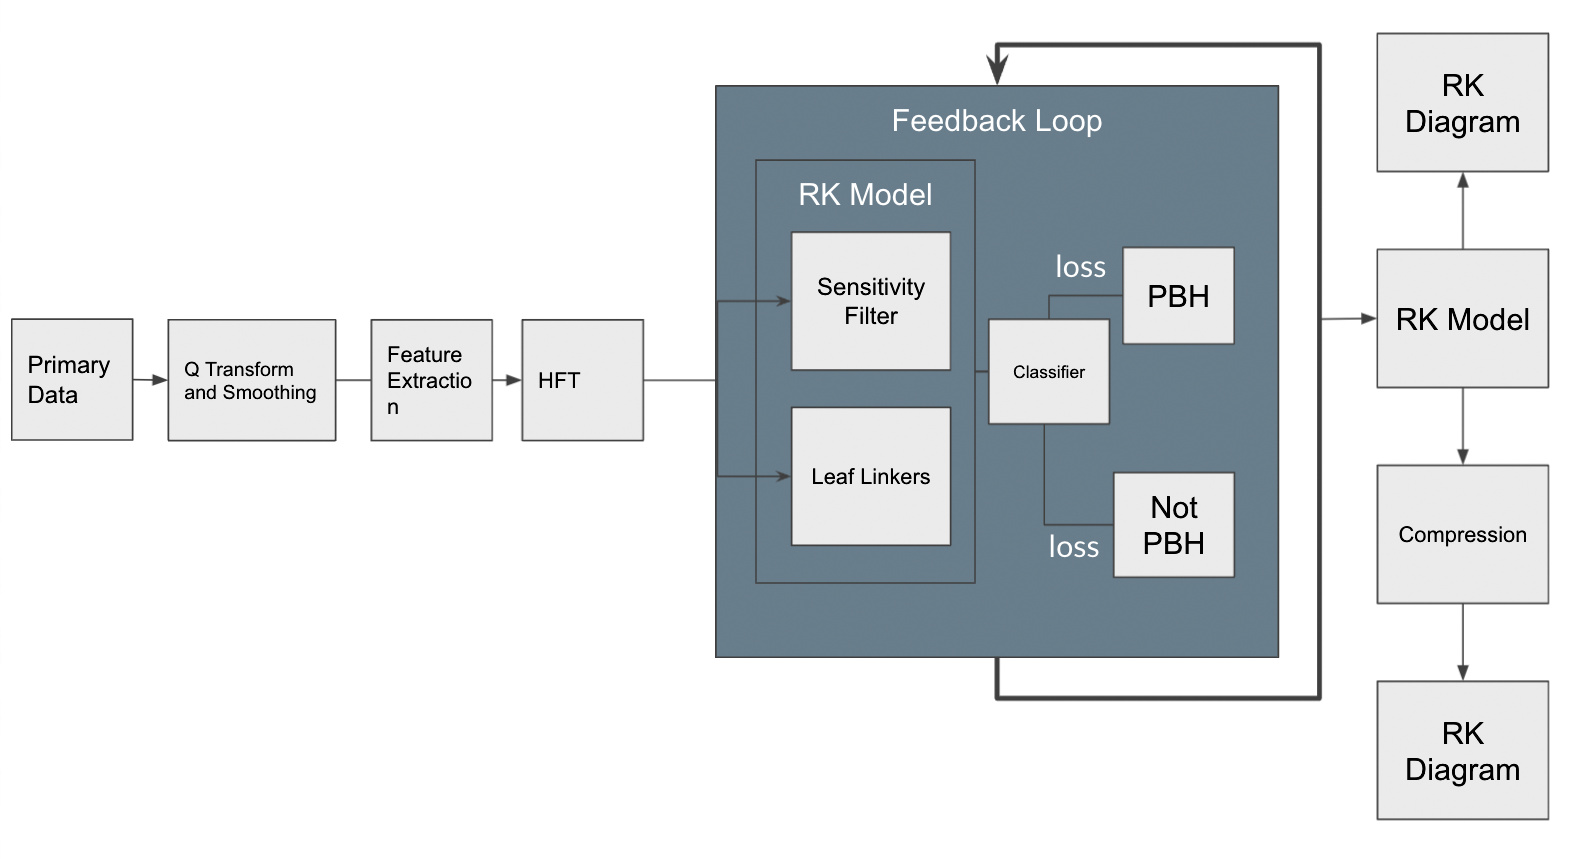 Primary
Data
Q Transform
and Smoothing
Feature
Extractio
n
HFT
Feedback Loop
RK Model
Sensitivity
Filter
Leaf Linkers
Classifier
loss
PBH
loss
Not
PBH
RK
Diagram
RK Model
Compression
RK
Diagram